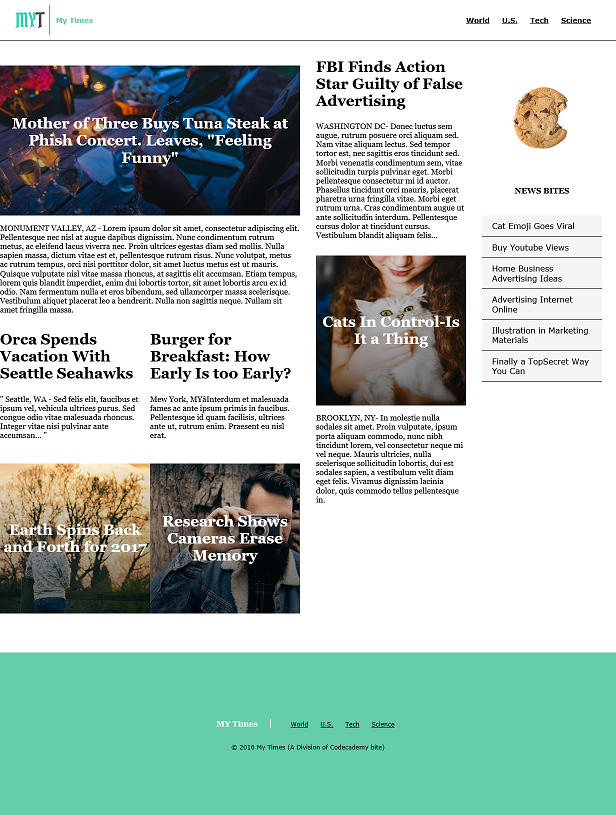 MYT
My Times
World U.S. Tech Science
Mother of Three Buys Tuna Steak at
Phish Concert. Leaves, "Feeling
Funny"
MONUMENT VALLEY, AZ - Lorem ipsum dolor sit amet, consectetur adipiscing elit.
Pellentesque nec nisl at augue dapibus dignissim. Nunc condimentum rutrum
metus, ac eleifend lacus viverra nec. Proin ultrices egestas diam sed mollis. Nulla
sapien massa, dictum vitae est et, pellentesque rutrum risus. Nunc volutpat, metus
ac rutrum tempus, orci nisi porttitor dolor, sit amet luctus metus est ut mauris.
Quisque vulputate nisl vitae massa rhoncus, at sagittis elit accumsan. Etiam tempus,
lorem quis blandit imperdiet, enim dui lobortis tortor, sit amet lobortis arcu ex id
odio. Nam fermentum nulla et eros bibendum, sed ullamcorper massa scelerisque.
Vestibulum aliquet placerat leo a hendrerit. Nulla non sagittis neque. Nullam sit
amet fringilla massa.
Orca Spends
Vacation With
Seattle Seahawks
" Seattle, WA - Sed felis elit, faucibus et
ipsum vel, vehicula ultrices purus. Sed
congue odio vitae malesuada rhoncus.
Integer vitae nisi pulvinar ante
accumsan... "
Burger for
Breakfast: How
Early Is too Early?
Mew York, MYâInterdum et malesuada
fames ac ante ipsum primis in faucibus.
Pellentesque id quam facilisis, ultrices
ante ut, rutrum enim. Praesent eu nisl
erat.
Earth Spins Back
and Forth for 2017
Research Shows
Cameras Erase
Memory
FBI Finds Action
Star Guilty of False
Advertising
WASHINGTON DC- Donec luctus sem
augue, rutrum posuere orci aliquam sed.
Nam vitae aliquam lectus. Sed tempor
tortor est, nec sagittis eros tincidunt sed.
Morbi venenatis condimentum sem, vitae
sollicitudin turpis pulvinar eget. Morbi
pellentesque consectetur mi id auctor.
Phasellus tincidunt orci mauris, placerat
pharetra urna fringilla vitae. Morbi eget
rutrum urna. Cras condimentum augue ut
ante sollicitudin interdum. Pellentesque
cursus dolor at tincidunt cursus.
Vestibulum blandit aliquam felis...
Cats In Control-Is
It a Thing
BROOKLYN, NY- In molestie nulla
sodales sit amet. Proin vulputate, ipsum
porta aliquam commodo, nunc nibh
tincidunt lorem, vel consectetur neque mi
vel neque. Mauris ultricies, nulla
scelerisque sollicitudin lobortis, dui est
sodales sapien, a vestibulum velit diam
eget felis. Vivamus dignissim lacinia
dolor, quis commodo tellus pellentesque
in.
NEWS BITES
Cat Emoji Goes Viral
Buy Youtube Views
Home Business
Advertising Ideas
Advertising Internet
Online
Illustration in Marketing
Materials
Finally a TopSecret Way
You Can
MY Times
World U.S. Tech Science
© 2016 My Times (A Division of Codecademy bite)